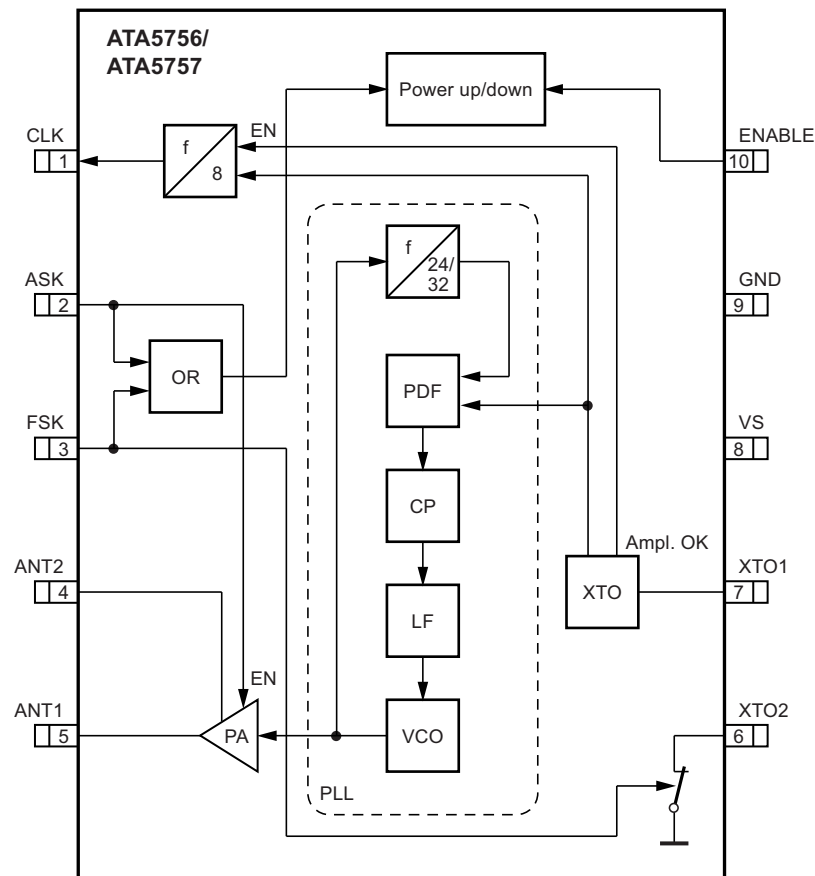 ATA5756/
ATA5757
Power up/down
CLK
1
f
8
EN
ENABLE
10
f
24/
32
ASK
2
GND
9
OR
PDF
FSK
3
VS
8
CP
Ampl. OK
ANT2
4
XTO
XTO1
7
LF
EN
ANT1
5
PA
VCO
XTO2
6
PLL